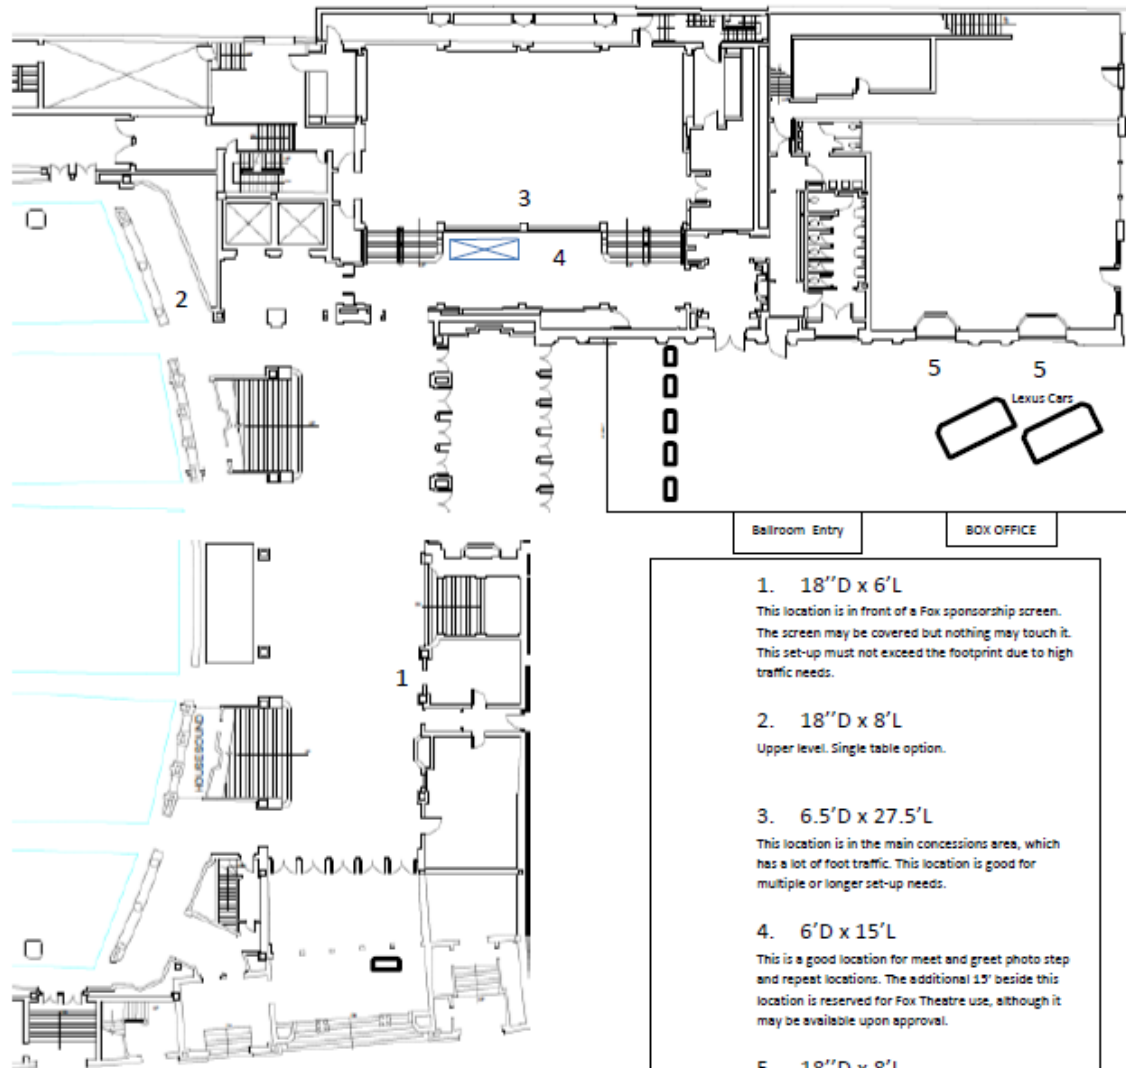 3
4
2
5
5
Lexus Cars
Ballroom Entry
BOX OFFICE
1
HOUSE SOUND
1. 18’’D x 6’L
This location is in front of a Fox sponsorship screen.
The screen may be covered but nothing may touch it.
This set-up must not exceed the footprint due to high
traffic needs.
2. 18’’D x 8’L
Upper level. Single table option.
3. 6.5’D x 27.5’L
This location is in the main concessions area, which
has a lot of foot traffic. This location is good for
multiple or longer set-up needs.
4. 6’D x 15’L
This is a good location for meet and greet photo step
and repeat locations. The additional 15’ beside this
location is reserved for Fox Theatre use, although it
may be available upon approval.
5. 18’’D x 8’L